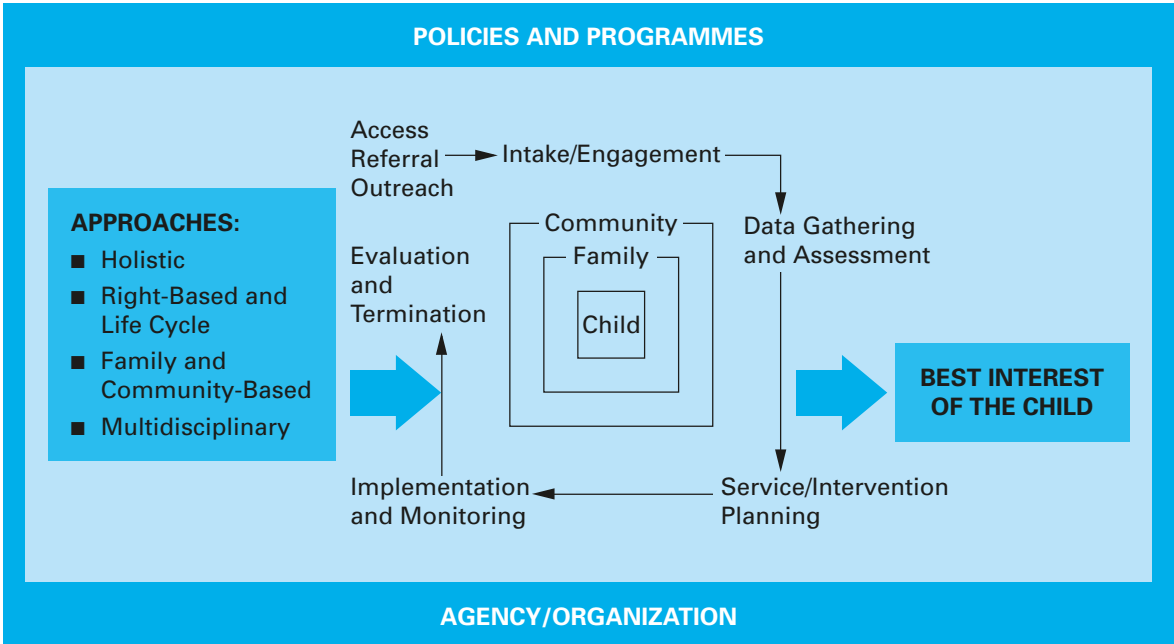 POLICIES AND PROGRAMMES
APPROACHES:
■ Holistic
■ Right-Based and
Life Cycle
■ Family and
Community-Based
■ Multidisciplinary
Access
Referral
Outreach
Intake/Engagement
Data Gathering
and Assessment
Service/Intervention
Planning
Implementation
and Monitoring
Evaluation
and
Termination
Community
Family
Child
BEST INTEREST
OF THE CHILD
AGENCY/ORGANIZATION